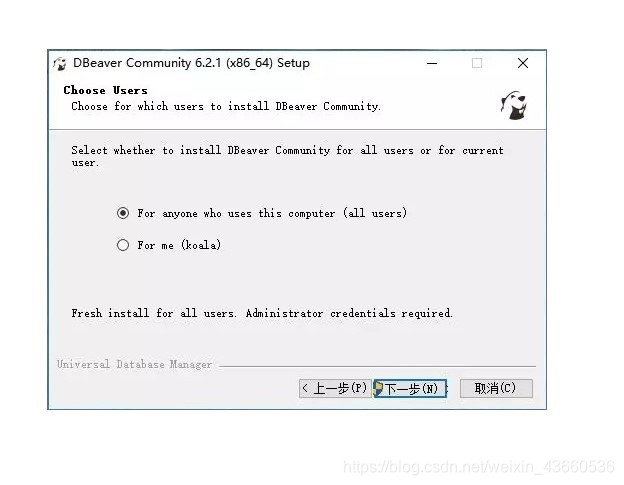 DBeaver Community 6.2.1 (x86_64) Setup
Choose Users
Choose for which users to install DBeaver Community.
Select whether to install DBeaver Community for all users or for current
user.
For anyone who uses this computer (all users)
For me (koala)
Fresh install for all users. Administrator credentials required.
Universal Database Manager
< 上一步(P) 下一步(N) 取消(C)
https://blog.csdn.net/weixin_43660536